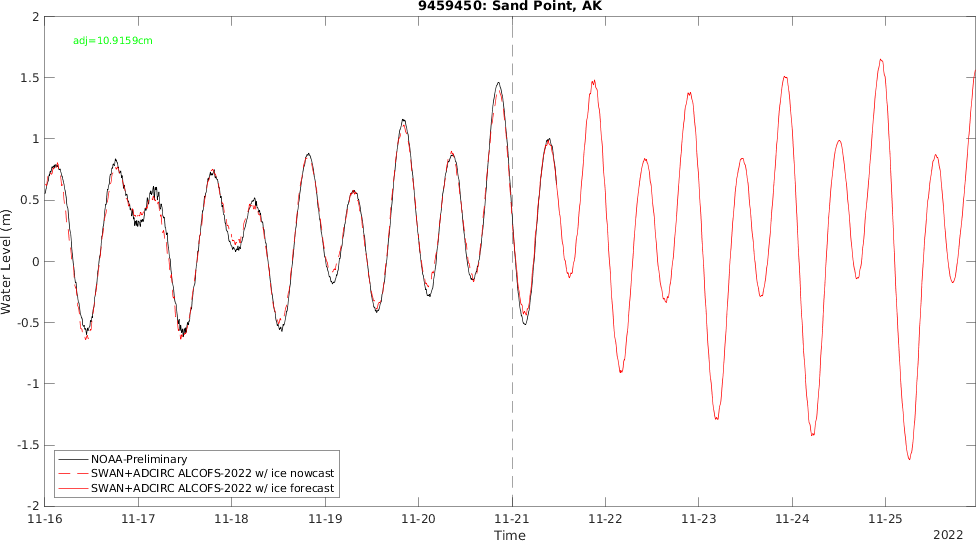 9459450: Sand Point, AK
adj=10.9159cm
2
1.5
1
0.5
0
-0.5
-1
-1.5
-2
Water Level (m)
NOAA-Preliminary
SWAN+ADCIRC ALCOFS-2022 w/ ice nowcast
SWAN+ADCIRC ALCOFS-2022 w/ ice forecast
11-16 11-17 11-18 11-19 11-20 11-21 11-22 11-23 11-24 11-25
Time
2022